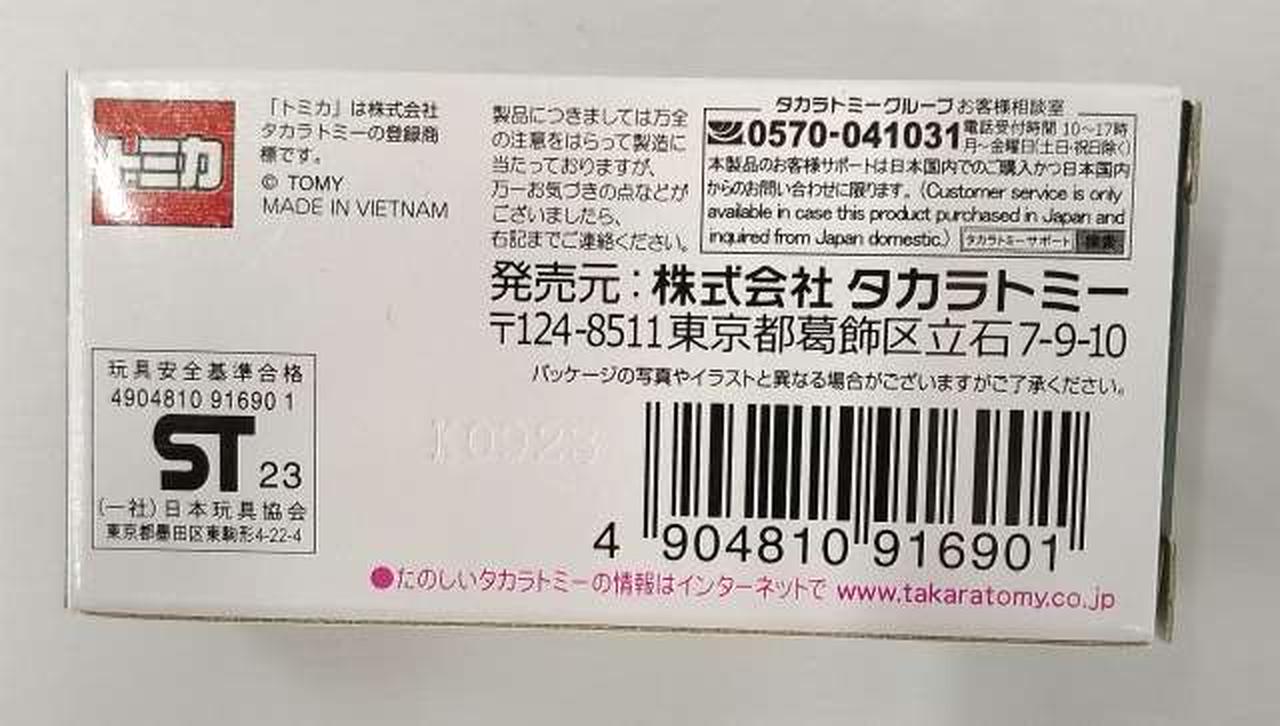 トミカ
「トミカ」は株式会社
タカラトミーの登録商
標です。
© TOMY
MADE IN VIETNAM
製品につきましては万全
の注意をはらって製造に
当たっておりますが、
万一お気づきの点などが
ございましたら、
右記までご連絡ください。
タカラトミーグループお客様相談室
0570-041031 電話受付時間 10〜17時
月〜金曜日(土日・祝日除く)
本製品のお客様サポートは日本国内でのご購入かつ日本国内
からのお問い合わせに限ります。(Customer service is only
available in case this product purchased in Japan and
inquired from Japan domestic.) タカラトミーサポート 検索
発売元:株式会社 タカラトミー
〒124-8511 東京都葛飾区立石7-9-10
パッケージの写真やイラストと異なる場合がございますがご了承ください。
玩具安全基準合格
4904810 91690 1
ST 23
(一社)日本玩具協会
東京都墨田区東駒形4-22-4
I 0923
4 904810 916901
●たのしいタカラトミーの情報はインターネットで www.takaratomy.co.jp